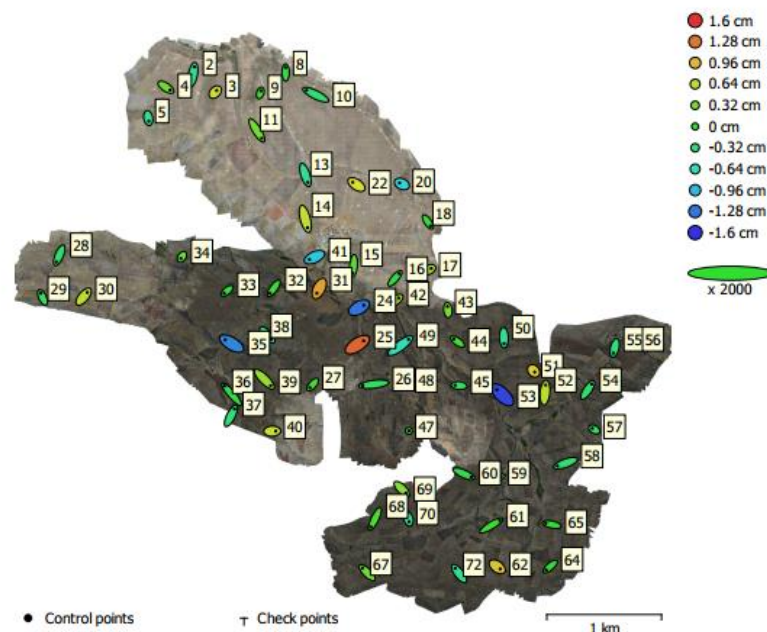 1.6 cm
1.28 cm
0.96 cm
0.64 cm
0.32 cm
0 cm
-0.32 cm
-0.64 cm
-0.96 cm
-1.28 cm
-1.6 cm
x 2000
2 8
4 3 9 10
5
11
13
22 20
14
18
28 34 41 15
16 17
29 30 33 32 31
24 42
43
38 25 49 44 50
35 55 56
51
36 39 27 26 48 45 52 54
53
37
40 47 57
58
60 59
69
68 70 61 65
67 72 62 64
Control points Check points
1 km